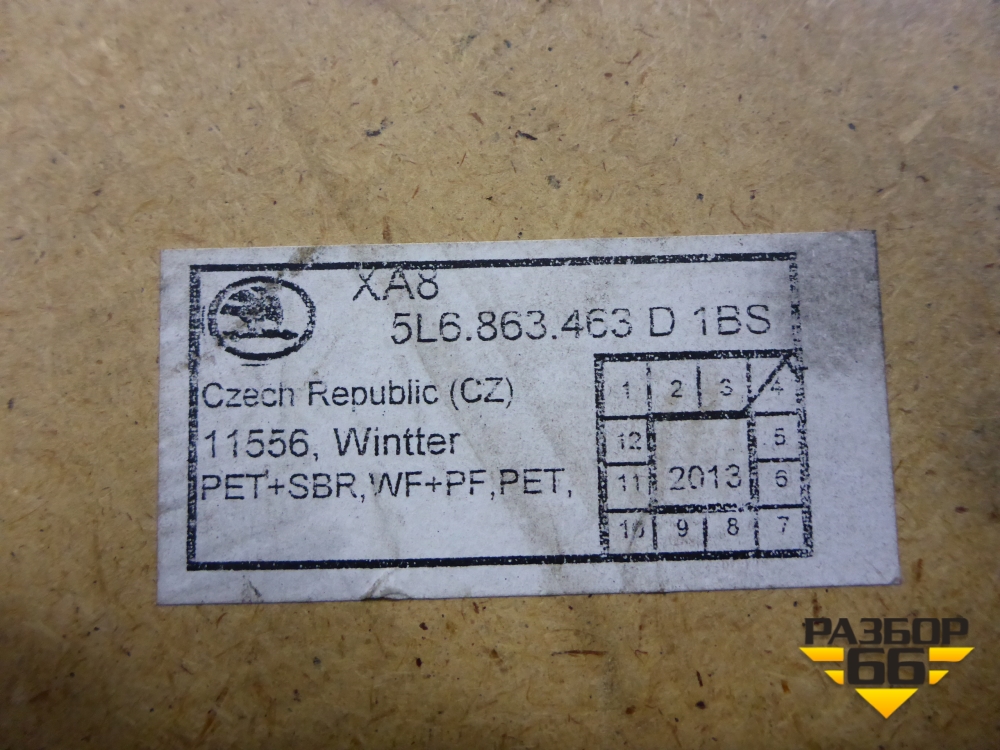 XA8
5L6.863.463 D 1BS
Czech Republic (CZ)
11556, Wintter
PET+SBR,WF+PF,PET,
1 2 3 4
12 5
11 2013 6
10 9 8 7
РАЗБОР
66